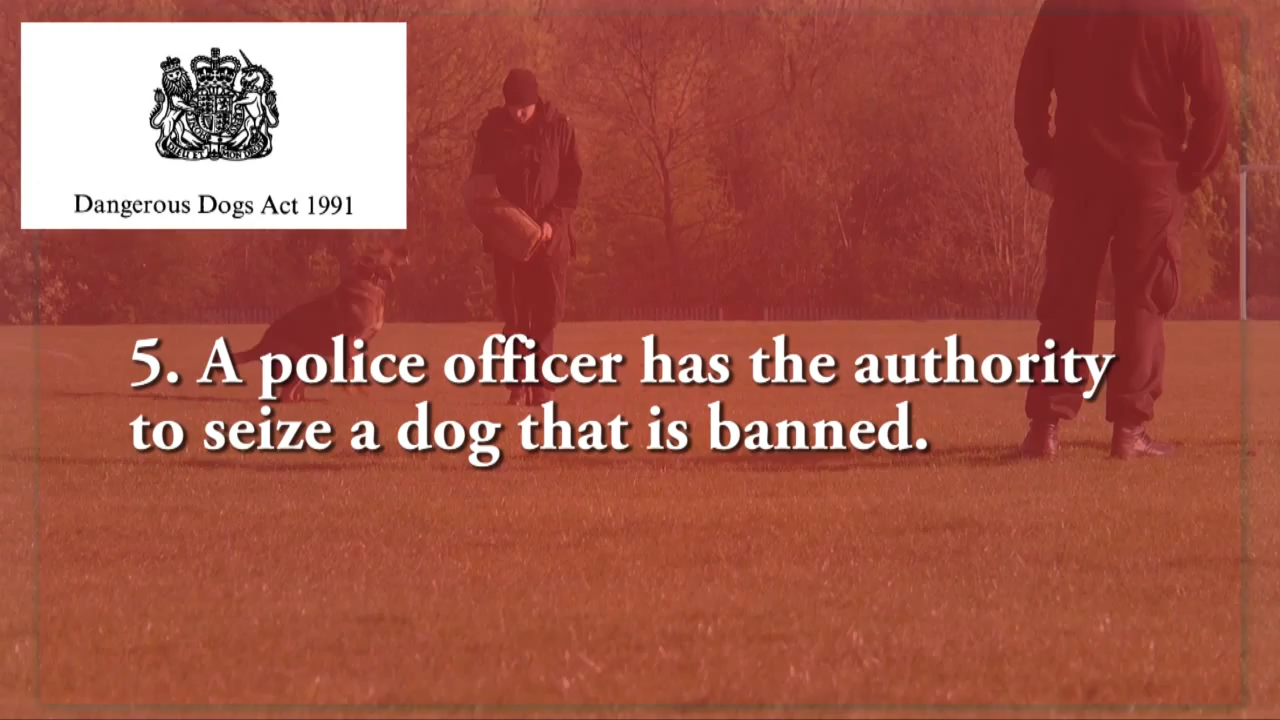 Dangerous Dogs Act 1991
5. A police officer has the authority
to seize a dog that is banned.